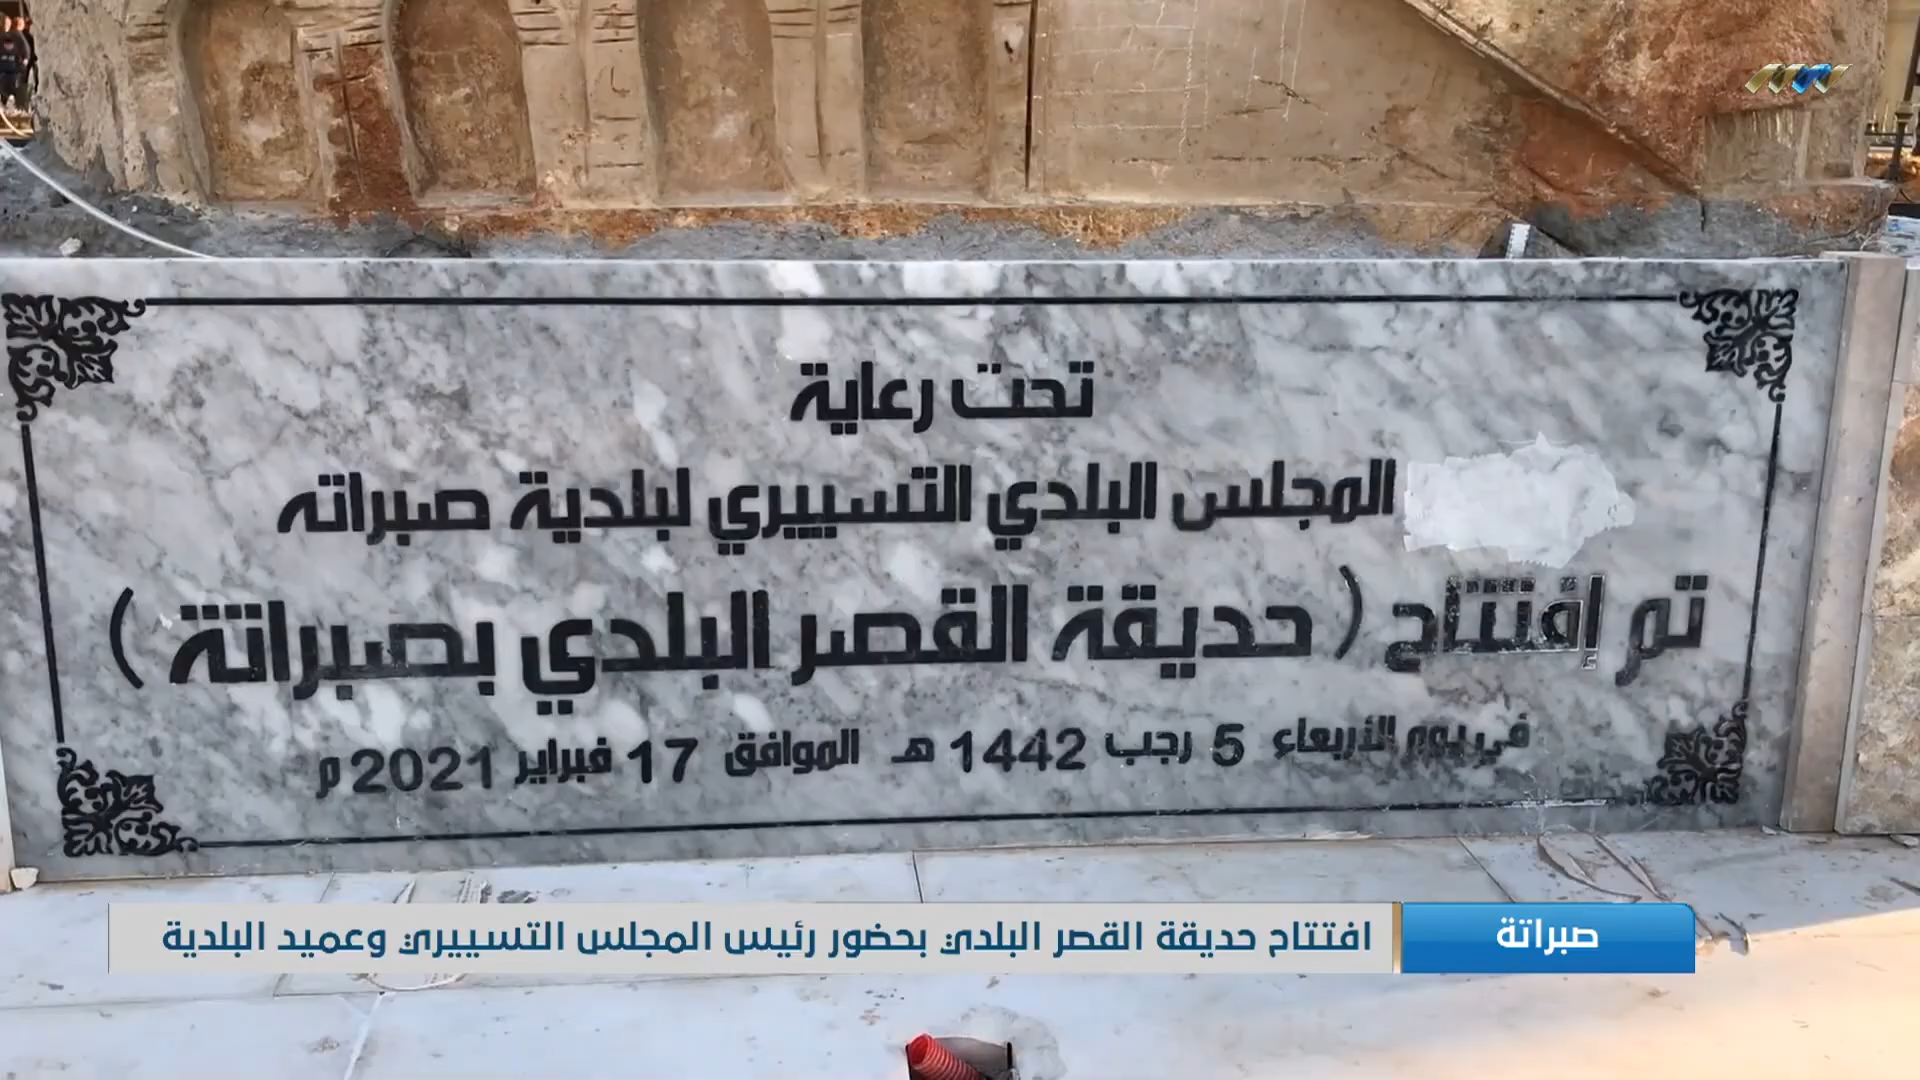 تحت رعاية
المجلس البلدي التسييري لبلدية صبراته
تم إفتتاح ( حديقة القصر البلدي بصبراتة )
في يوم الأربعاء 5 رجب 1442 هـ الموافق 17 فبراير 2021 م
صبراتة
افتتاح حديقة القصر البلدي بحضور رئيس المجلس التسييري وعميد البلدية